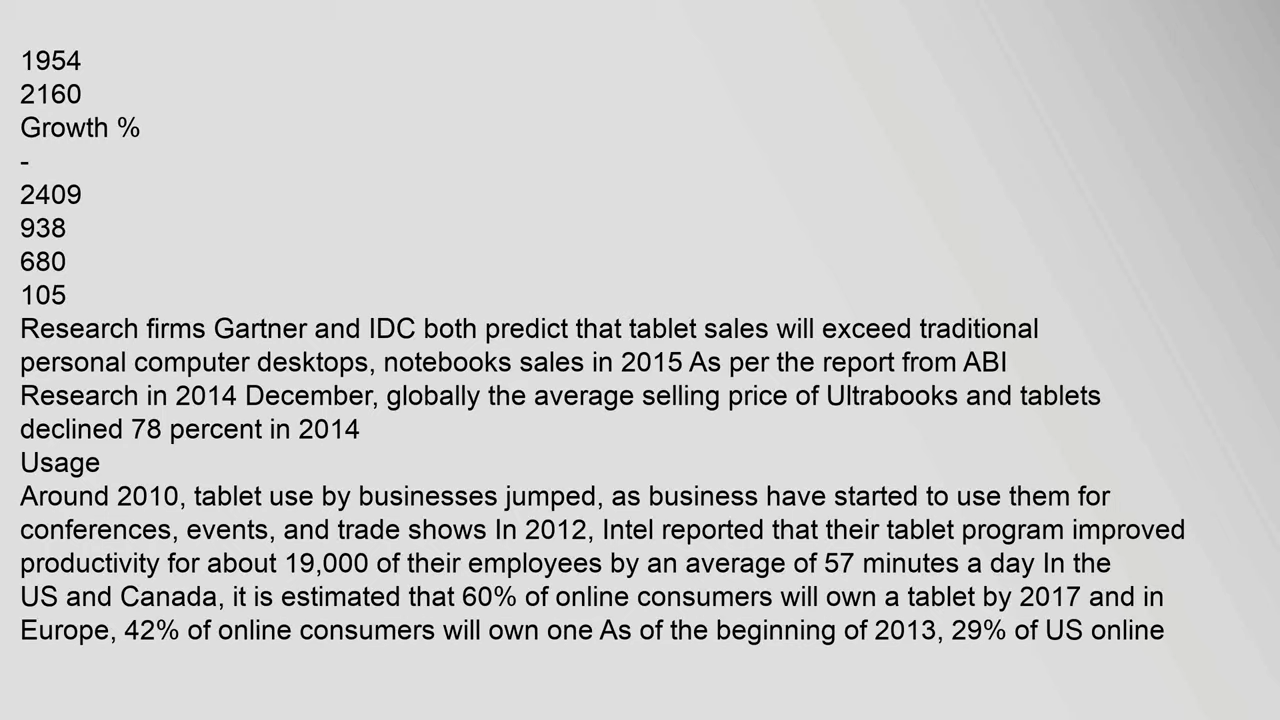 1954
2160
Growth %
-
2409
938
680
105
Research firms Gartner and IDC both predict that tablet sales will exceed traditional
personal computer desktops, notebooks sales in 2015 As per the report from ABI
Research in 2014 December, globally the average selling price of Ultrabooks and tablets
declined 78 percent in 2014
Usage
Around 2010, tablet use by businesses jumped, as business have started to use them for
conferences, events, and trade shows In 2012, Intel reported that their tablet program improved
productivity for about 19,000 of their employees by an average of 57 minutes a day In the
US and Canada, it is estimated that 60% of online consumers will own a tablet by 2017 and in
Europe, 42% of online consumers will own one As of the beginning of 2013, 29% of US online